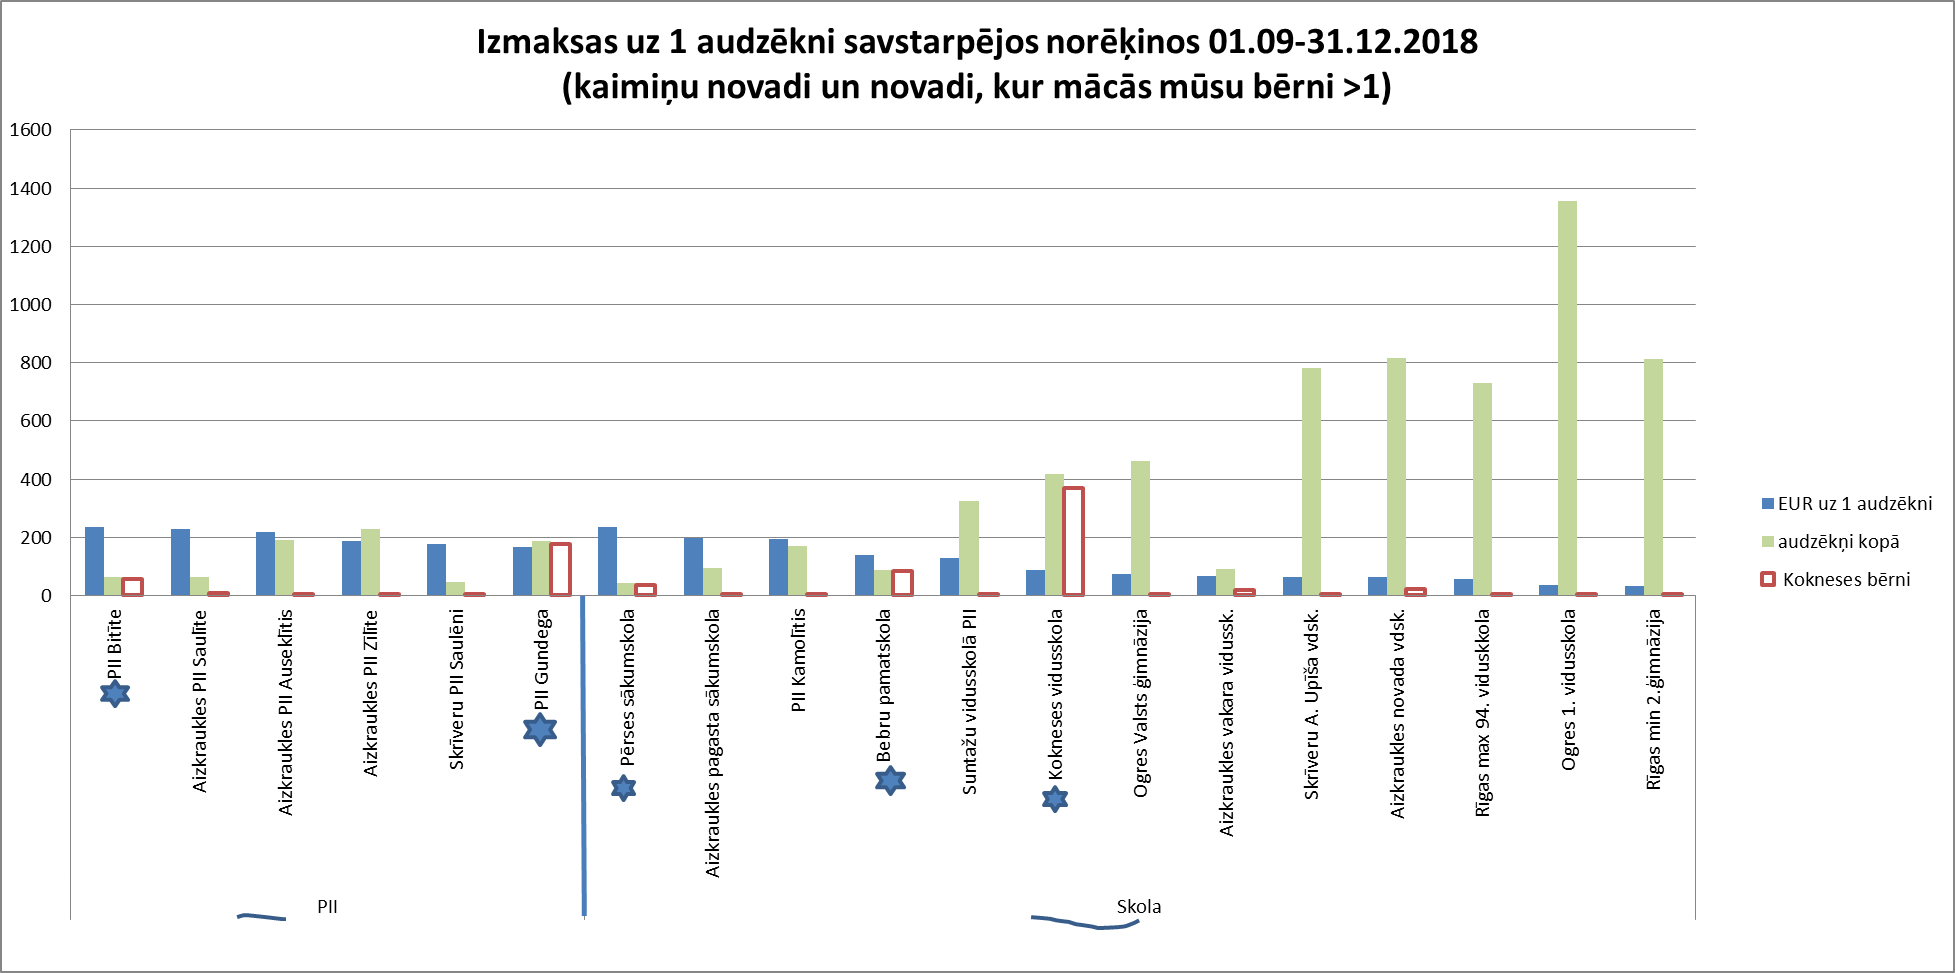 Izmaksas uz 1 audzēkni savstarpējos norēķinos 01.09-31.12.2018
(kaimiņu novadi un novadi, kur mācās mūsu bērni >1)
1600
1400
1200
1000
800
600
400
200
0
PII Bitīte
Aizkraukles PII Saulīte
Aizkraukles PII Auseklītis
Aizkraukles PII Zīlīte
Skrīveru PII Saulēni
PII Gundega
Pērses sākumskola
Aizkraukles pagasta sākumskola
PII Kamolītis
Bebru pamatskola
Suntažu vidusskolā PII
Kokneses vidusskola
Ogres Valsts ģimnāzija
Aizkraukles vakara vidussk.
Skrīveru A. Upīša vdsk.
Aizkraukles novada vdsk.
Rīgas max 94. viduskola
Ogres 1. vidusskola
Rīgas min 2.ģimnāzija
PII
Skola
EUR uz 1 audzēkni
audzēkņi kopā
Kokneses bērni